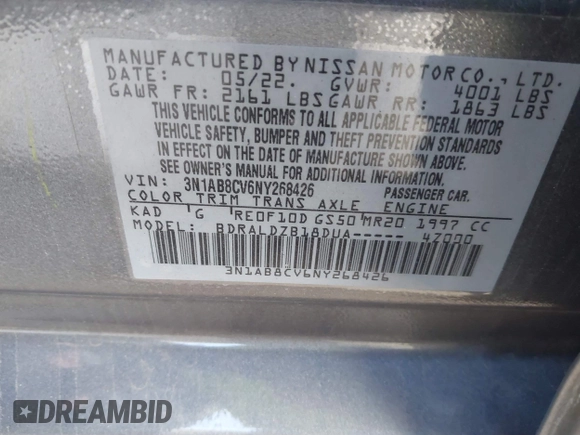 MANUFACTURED BY NISSAN MOTOR CO., LTD.
DATE: 05/22. GVWR: 4001 LBS
GAWR FR: 2161 LBS GAWR RR: 1863 LBS
THIS VEHICLE CONFORMS TO ALL APPLICABLE FEDERAL MOTOR
VEHICLE SAFETY, BUMPER AND THEFT PREVENTION STANDARDS
IN EFFECT ON THE DATE OF MANUFACTURE SHOWN ABOVE.
SEE OWNER'S MANUAL FOR ADDITIONAL INFORMATION.
VIN: 3N1AB8CV6NY268426 PASSENGER CAR.
COLOR TRIM TRANS AXLE ENGINE
KAD G RE0F10D GS50 MR20 1997 CC
MODEL: BDRALDZB18DUA----- 4Z000
3N1AB8CV6NY268426
DREAMBID